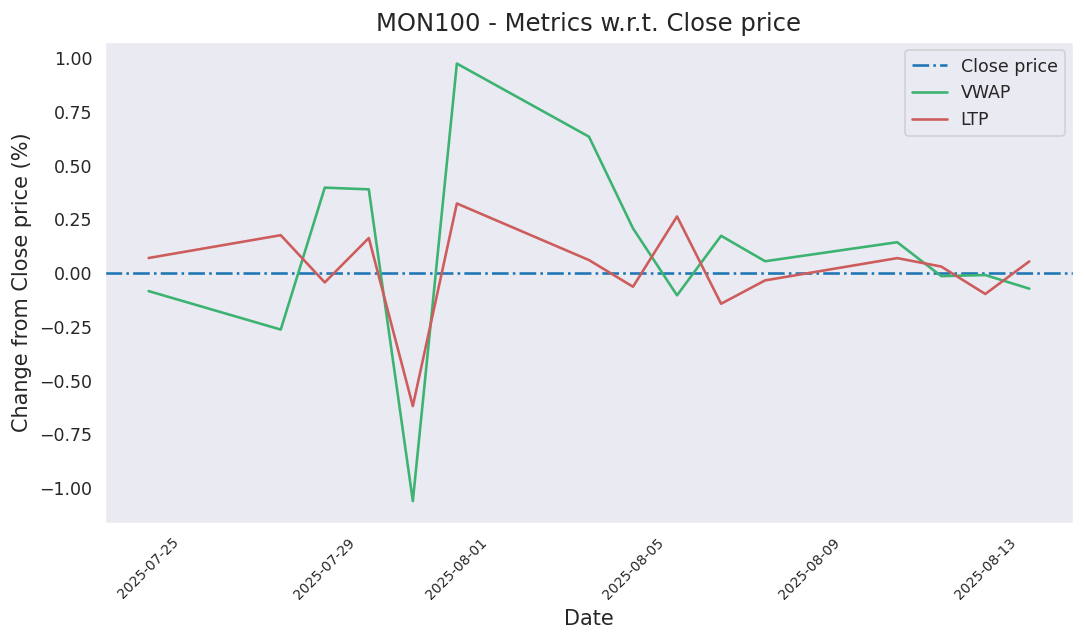 MON100 - Metrics w.r.t. Close price
Change from Close price (%)
1.00
0.75
0.50
0.25
0.00
−0.25
−0.50
−0.75
−1.00
Close price
VWAP
LTP
2025-07-25
2025-07-29
2025-08-01
2025-08-05
2025-08-09
2025-08-13
Date